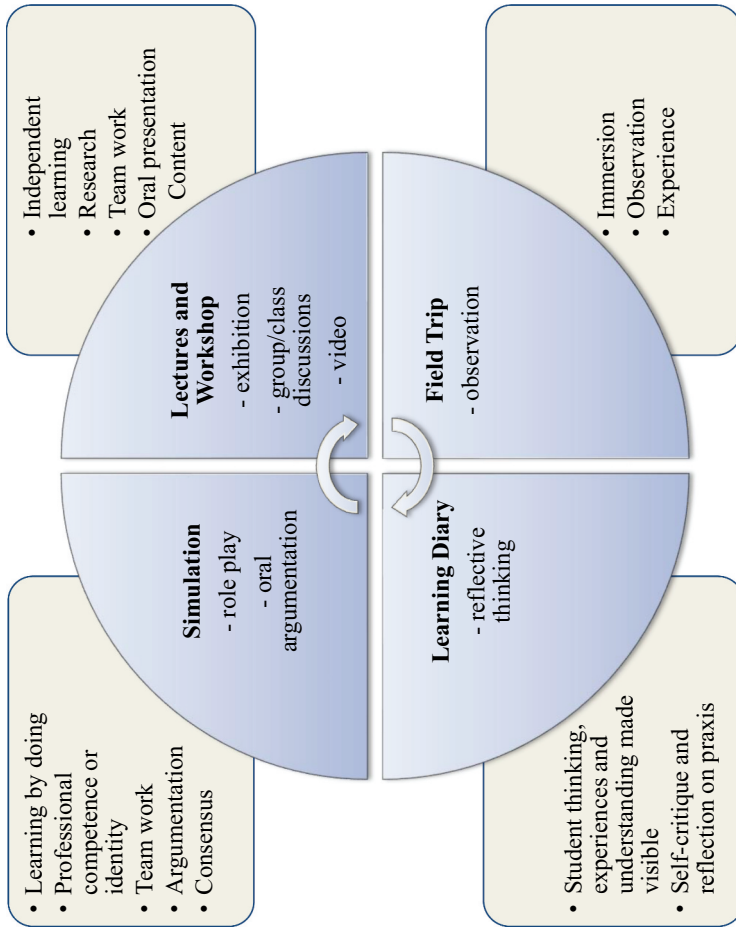 • Learning by doing
• Professional
competence or
identity
• Team work
• Argumentation
• Consensus
• Independent
learning
• Research
• Team work
• Oral presentation
Content
Simulation
- role play
- oral
argumentation
Lectures and
Workshop
- exhibition
- group/class
discussions
- video
Learning Diary
- reflective
thinking
Field Trip
- observation
• Student thinking,
experiences and
understanding made
visible
• Self-critique and
reflection on praxis
• Immersion
• Observation
• Experience